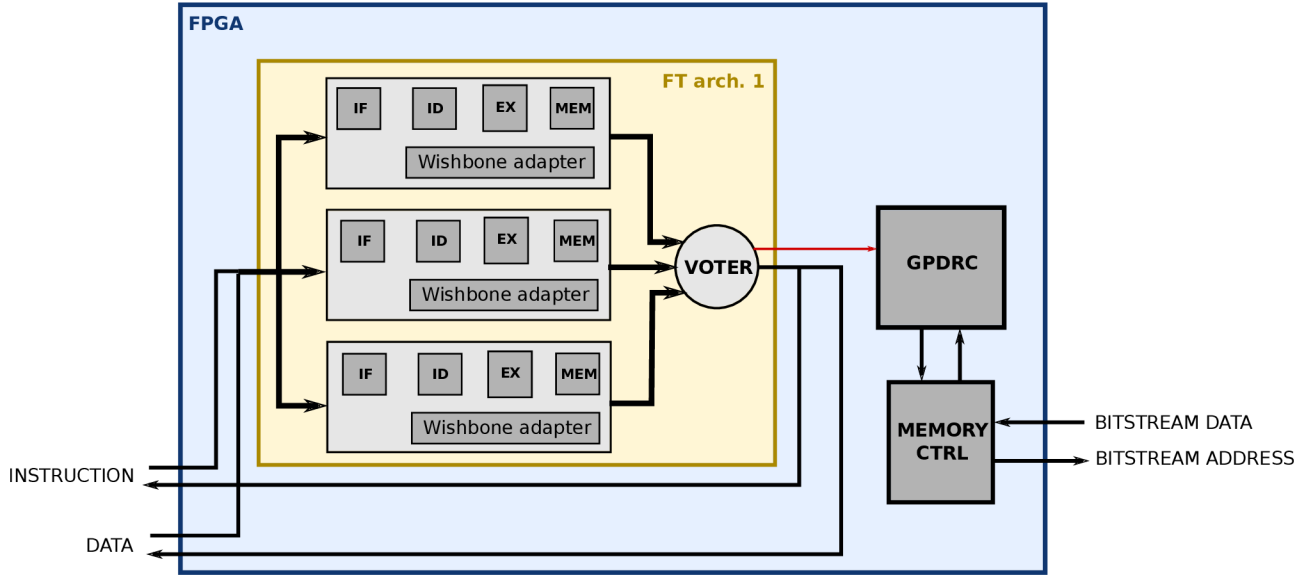 FPGA
FT arch. 1
IF ID EX MEM
Wishbone adapter
IF ID EX MEM
Wishbone adapter
VOTER
GPDRC
IF ID EX MEM
Wishbone adapter
MEMORY
CTRL
BITSTREAM DATA
BITSTREAM ADDRESS
INSTRUCTION
DATA